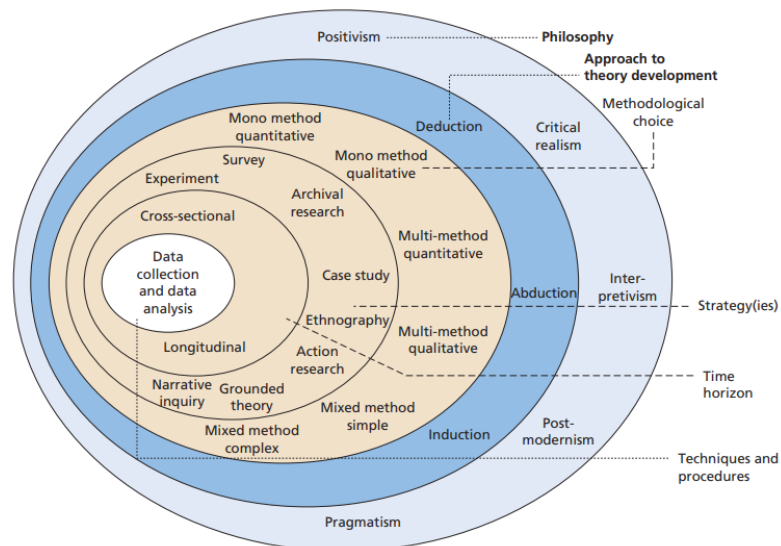 Positivism
Philosophy
Approach to
theory development
Methodological
choice
Mono method
quantitative
Deduction
Critical
realism
Survey
Mono method
qualitative
Experiment
Archival
research
Cross-sectional
Multi-method
quantitative
Data
collection
and data
analysis
Case study
Inter-
pretivism
Abduction
Strategy(ies)
Ethnography
Multi-method
qualitative
Longitudinal
Action
research
Time
horizon
Narrative
inquiry
Grounded
theory
Mixed method
simple
Post-
modernism
Mixed method
complex
Induction
Techniques and
procedures
Pragmatism